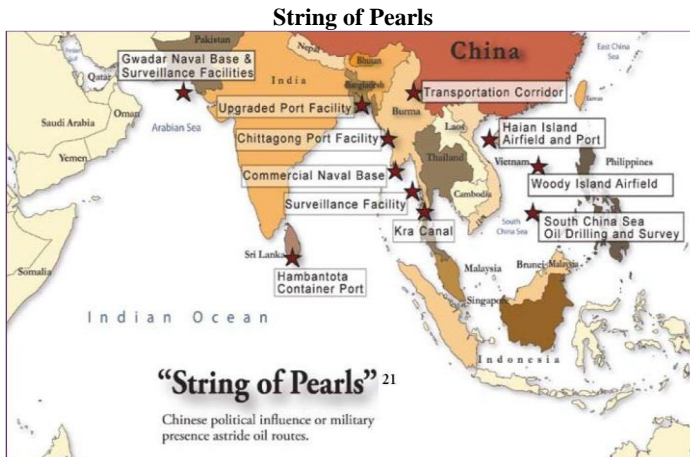 String of Pearls
Pakistan
Nepal
Bhutan
China
East China
Sea
Gwadar Naval Base &
Surveillance Facilities
Qatar
India
Bangladesh
Taiwan
Oman
Upgraded Port Facility
Burma
Transportation Corridor
Saudi Arabia
Arabian Sea
Laos
Haian Island
Airfield and Port
Chittagong Port Facility
Yemen
Thailand
Vietnam
Philippines
Commercial Naval Base
Woody Island Airfield
Cambodia
Surveillance Facility
South
China Sea
South China Sea
Oil Drilling and Survey
Kra Canal
Somalia
Sri Lanka
Hambantota
Container Port
Malaysia
Brunei
Malaysia
Singapore
Indian Ocean
Indonesia
“String of Pearls” 21
Chinese political influence or military
presence astride oil routes.